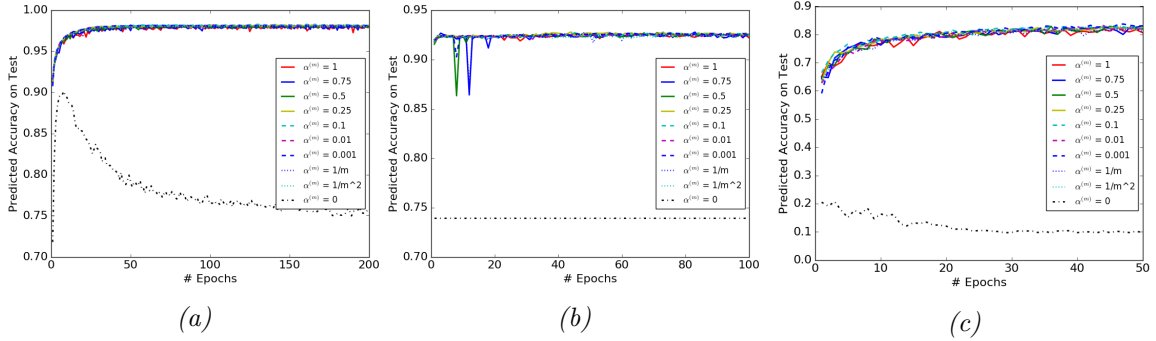 Predicted Accuracy on Test
1.00
0.95
0.90
0.85
0.80
0.75
0.70
0
50
100
150
200
# Epochs
α^(m) = 1
α^(m) = 0.75
α^(m) = 0.5
α^(m) = 0.25
α^(m) = 0.1
α^(m) = 0.01
α^(m) = 0.001
α^(m) = 1/m
α^(m) = 1/m^2
α^(m) = 0
(a)
Predicted Accuracy on Test
0.95
0.90
0.85
0.80
0.75
0.70
0
20
40
60
80
100
# Epochs
α^(m) = 1
α^(m) = 0.75
α^(m) = 0.5
α^(m) = 0.25
α^(m) = 0.1
α^(m) = 0.01
α^(m) = 0.001
α^(m) = 1/m
α^(m) = 1/m^2
α^(m) = 0
(b)
Predicted Accuracy on Test
0.9
0.8
0.7
0.6
0.5
0.4
0.3
0.2
0.1
0.0
0
10
20
30
40
50
# Epochs
α^(m) = 1
α^(m) = 0.75
α^(m) = 0.5
α^(m) = 0.25
α^(m) = 0.1
α^(m) = 0.01
α^(m) = 0.001
α^(m) = 1/m
α^(m) = 1/m^2
α^(m) = 0
(c)